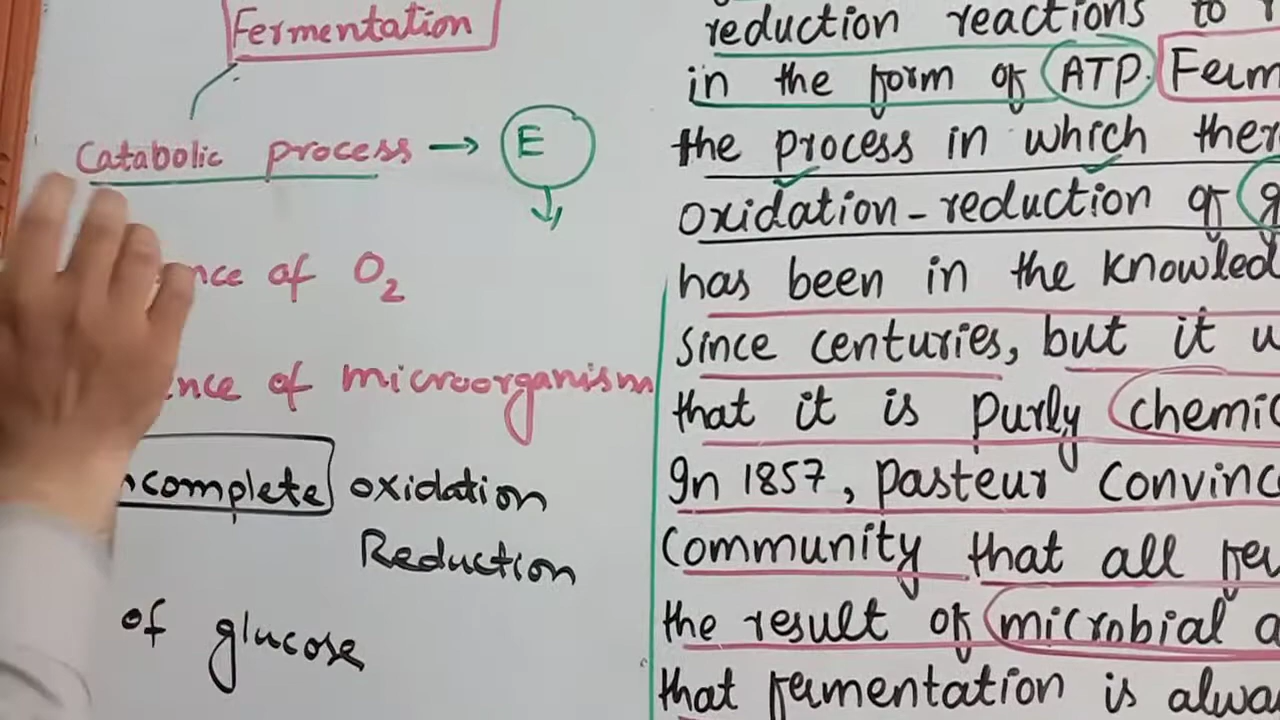 Fermentation
Catabolic process → E
nce of O2
nce of microorganism
ncomplete oxidation
Reduction
of glucose
reduction reactions to
in the form of ATP. Ferm
the process in which ther
oxidation-reduction of g
has been in the knowled
since centuries, but it w
that it is purly chemic
In 1857, Pasteur Convinc
Community that all fer
the result of microbial a
that fermentation is alwa